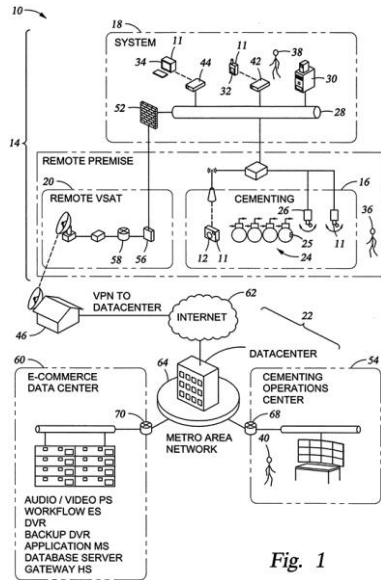 10
18
SYSTEM
11
11
38
34
44
42
30
32
52
28
14
REMOTE PREMISE
20
16
REMOTE VSAT
CEMENTING
26
36
58
56
12
11
25
24
11
VPN TO
DATACENTER
62
46
INTERNET
22
60
DATACENTER
54
E-COMMERCE
DATA CENTER
64
CEMENTING
OPERATIONS
CENTER
70
68
METRO AREA
NETWORK
40
AUDIO / VIDEO PS
WORKFLOW ES
DVR
BACKUP DVR
APPLICATION MS
DATABASE SERVER
GATEWAY HS
Fig. 1